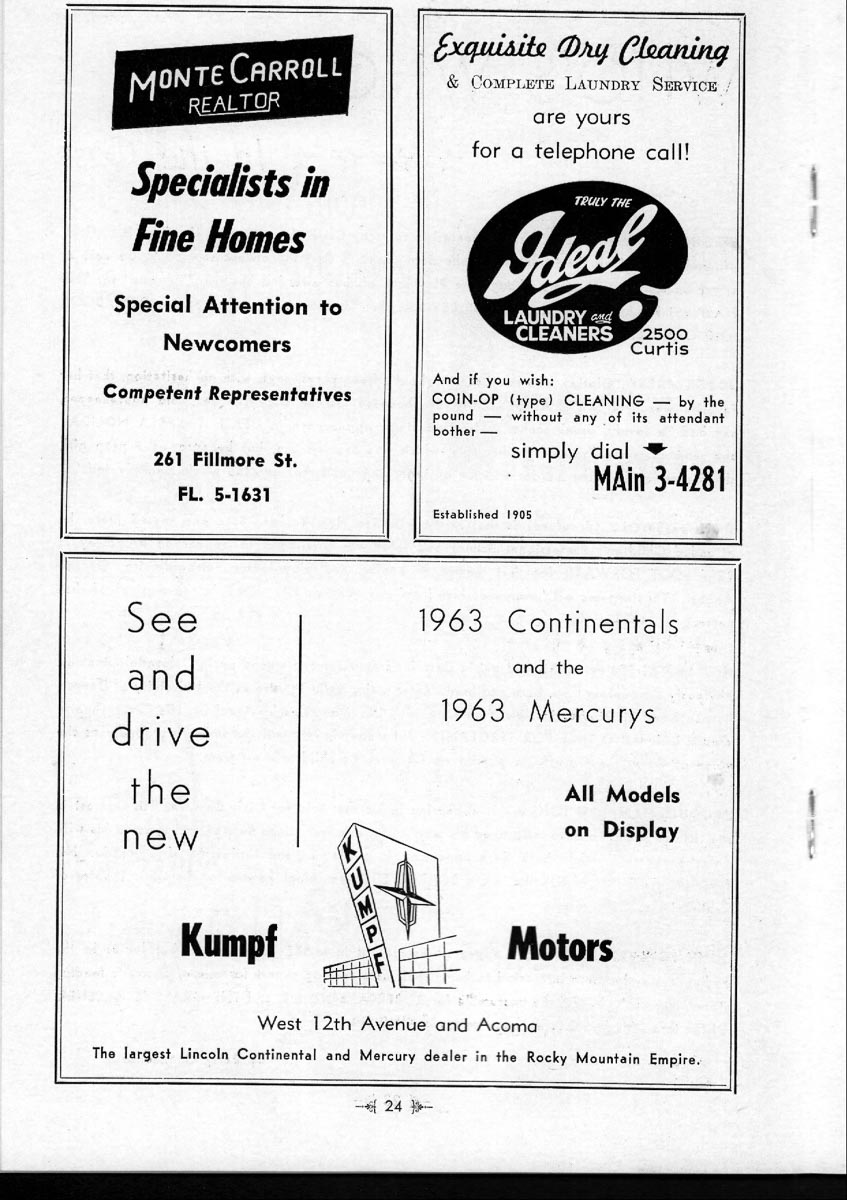 MONTE CARROLL
REALTOR
Specialists in
Fine Homes
Special Attention to
Newcomers
Competent Representatives
261 Fillmore St.
FL. 5-1631
Exquisite Dry Cleaning
& COMPLETE LAUNDRY SERVICE
are yours
for a telephone call!
TRULY THE
Ideal
LAUNDRY and
CLEANERS
2500
Curtis
And if you wish:
COIN-OP (type) CLEANING — by the
pound — without any of its attendant
bother —
simply dial
MAin 3-4281
Established 1905
See
and
drive
the
new
1963 Continentals
and the
1963 Mercurys
All Models
on Display
KUMPF
Kumpf Motors
West 12th Avenue and Acoma
The largest Lincoln Continental and Mercury dealer in the Rocky Mountain Empire.
24